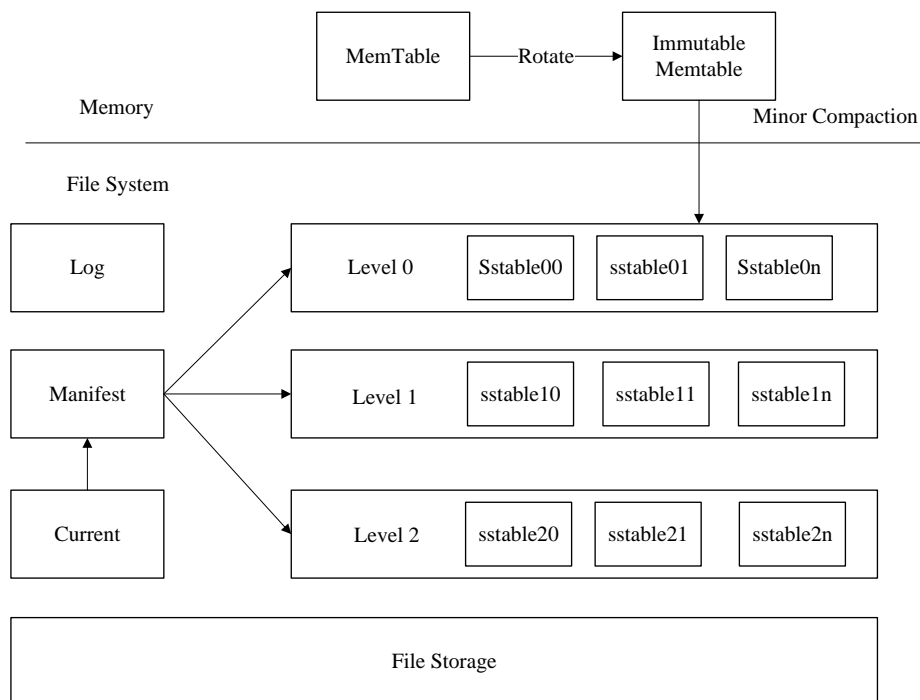 MemTable
Rotate
Immutable
Memtable
Memory
Minor Compaction
File System
Log
Level 0
Sstable00
sstable01
Sstable0n
Manifest
Level 1
sstable10
sstable11
sstable1n
Current
Level 2
sstable20
sstable21
sstable2n
File Storage